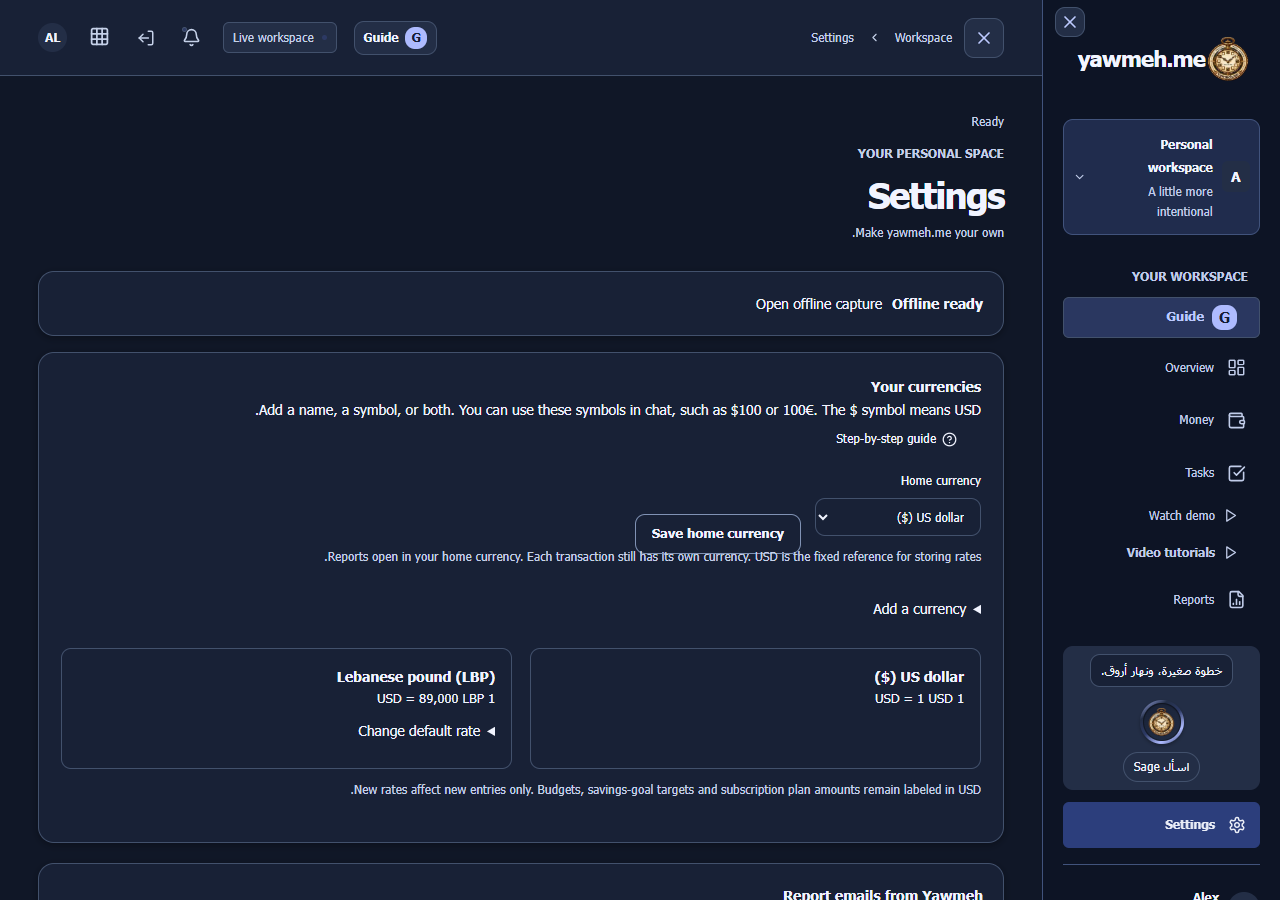 AL
Live workspace
Guide G
Settings
Workspace
yawmeh.me
Personal
workspace
A little more
intentional
A
YOUR WORKSPACE
Guide G
Overview
Money
Tasks
Watch demo
Video tutorials
Reports
خطوة صغيرة، ونهار أروق.
اسأل Sage
Settings
Alex
Ready
YOUR PERSONAL SPACE
Settings
.Make yawmeh.me your own
Open offline capture Offline ready
Your currencies
.Add a name, a symbol, or both. You can use these symbols in chat, such as $100 or 100€. The $ symbol means USD
Step-by-step guide
Home currency
($) US dollar
Save home currency
.Reports open in your home currency. Each transaction still has its own currency. USD is the fixed reference for storing rates
Add a currency
($) US dollar
USD = 1 USD 1
Lebanese pound (LBP)
USD = 89,000 LBP 1
Change default rate
.New rates affect new entries only. Budgets, savings-goal targets and subscription plan amounts remain labeled in USD
Report emails from Yawmeh